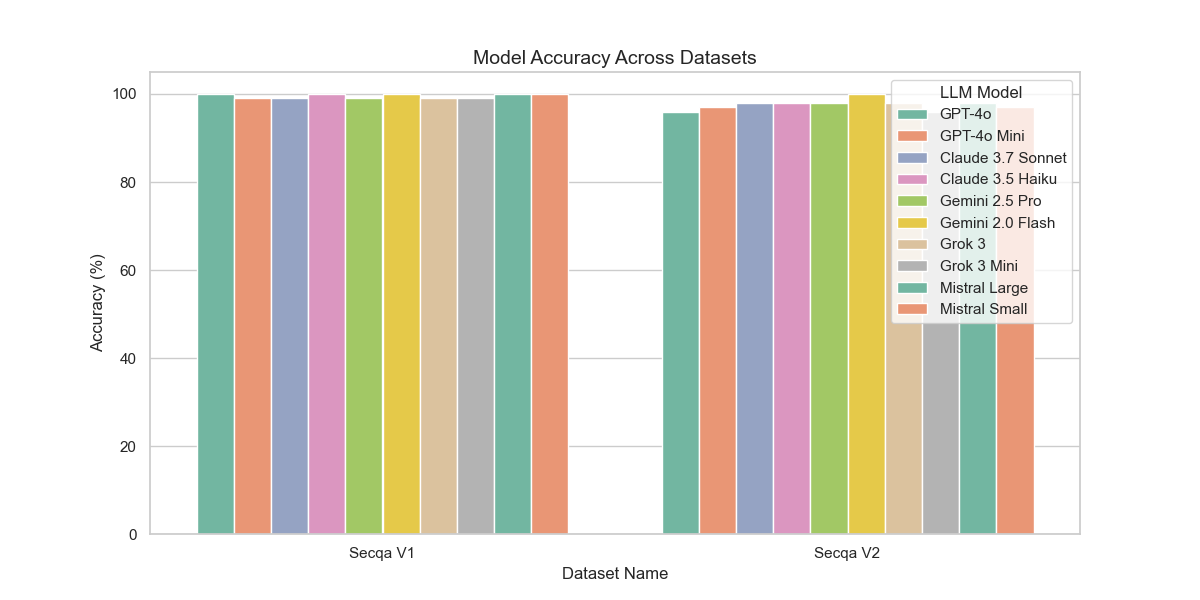 Model Accuracy Across Datasets
100
80
60
40
20
0
Accuracy (%)
LLM Model
GPT-4o
GPT-4o Mini
Claude 3.7 Sonnet
Claude 3.5 Haiku
Gemini 2.5 Pro
Gemini 2.0 Flash
Grok 3
Grok 3 Mini
Mistral Large
Mistral Small
Secqa V1
Secqa V2
Dataset Name